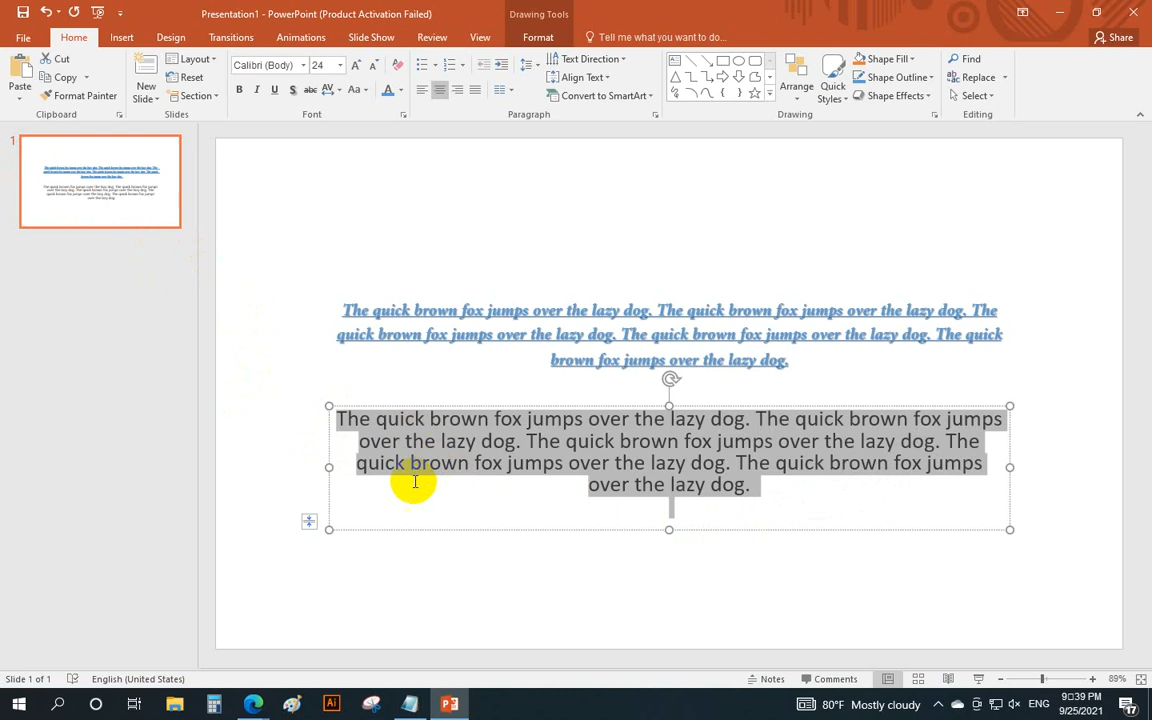 Presentation1 - PowerPoint (Product Activation Failed)
Drawing Tools
File Home Insert Design Transitions Animations Slide Show Review View Format Tell me what you want to do... Share
Paste
Cut
Copy
Format Painter
Clipboard
New
Slide
Layout
Reset
Section
Slides
Calibri (Body) 24
B I U S abc AV Aa A
Font
Text Direction
Align Text
Convert to SmartArt
Paragraph
Arrange
Quick
Styles
Shape Fill
Shape Outline
Shape Effects
Drawing
Find
Replace
Select
Editing
1
The quick brown fox jumps over the lazy dog. The quick brown fox jumps over the lazy dog. The
quick brown fox jumps over the lazy dog. The quick brown fox jumps over the lazy dog. The quick
brown fox jumps over the lazy dog.
The quick brown fox jumps over the lazy dog. The quick brown fox jumps
over the lazy dog. The quick brown fox jumps over the lazy dog. The
quick brown fox jumps over the lazy dog. The quick brown fox jumps
over the lazy dog.
Slide 1 of 1 English (United States) Notes Comments 89%
80°F Mostly cloudy ENG
9:39 PM
9/25/2021
17